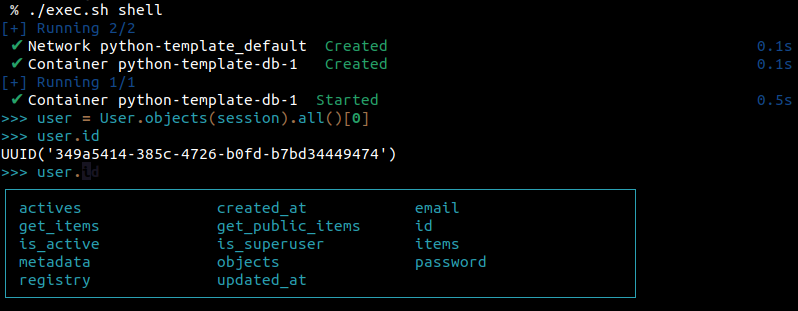 % ./exec.sh shell
[+] Running 2/2
✔ Network python-template_default  Created 0.1s
✔ Container python-template-db-1   Created 0.1s
[+] Running 1/1
✔ Container python-template-db-1  Started 0.5s
>>> user = User.objects(session).all()[0]
>>> user.id
UUID('349a5414-385c-4726-b0fd-b7bd34449474')
>>> user.id
actives created_at email
get_items get_public_items id
is_active is_superuser items
metadata objects password
registry updated_at